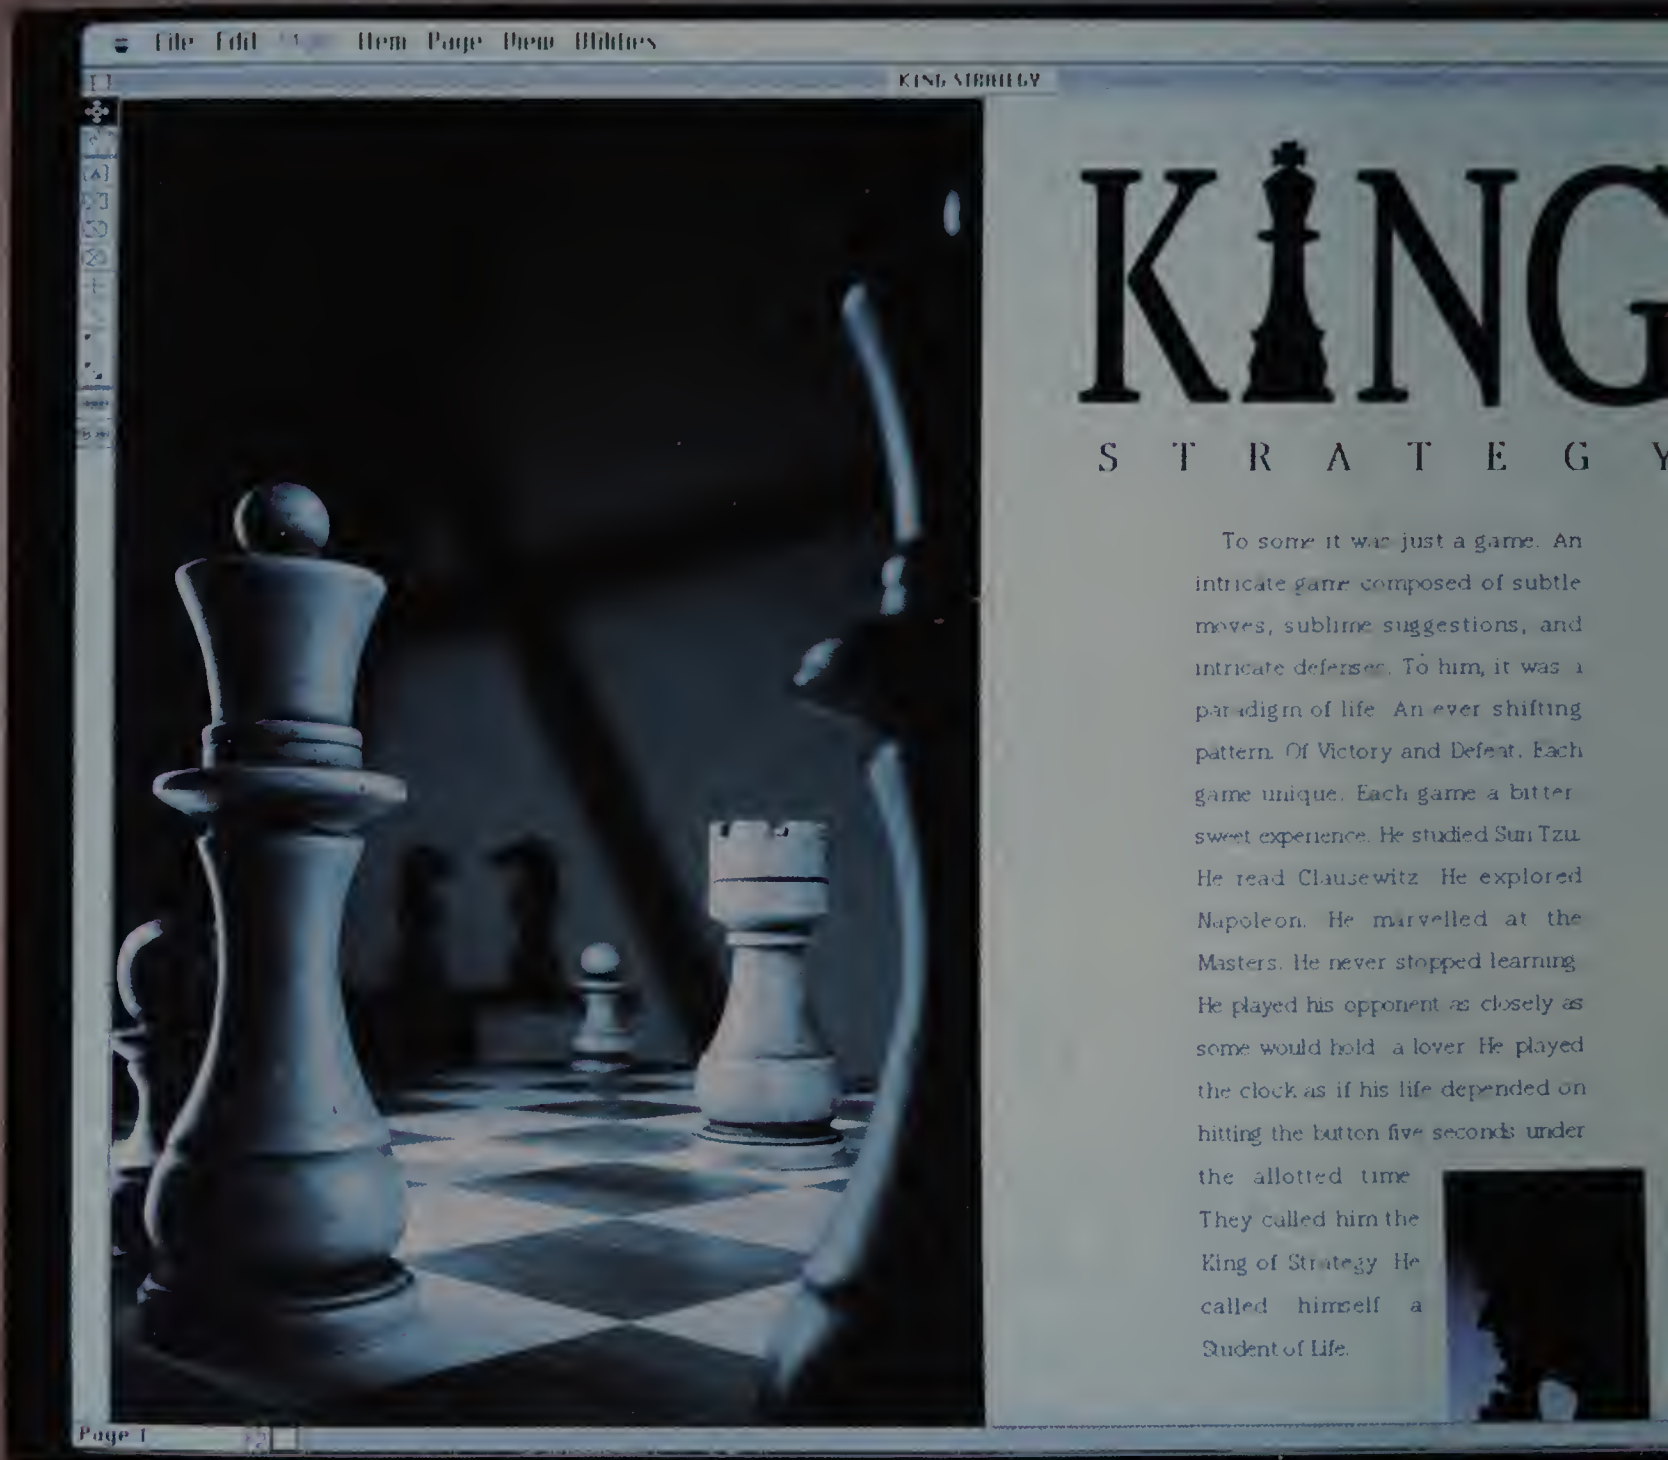 File Edit Item Page View Utilities
KING STRATEGY
KING
STRATEGY
To some it was just a game. An
intricate game composed of subtle
moves, sublime suggestions, and
intricate defenses. To him, it was a
paradigm of life. An ever shifting
pattern. Of Victory and Defeat. Each
game unique. Each game a bitter
sweet experience. He studied Sun Tzu.
He read Clausewitz. He explored
Napoleon. He marvelled at the
Masters. He never stopped learning.
He played his opponent as closely as
some would hold a lover. He played
the clock as if his life depended on
hitting the button five seconds under
the allotted time.
They called him the
King of Strategy. He
called himself a
Student of Life.
Page 1